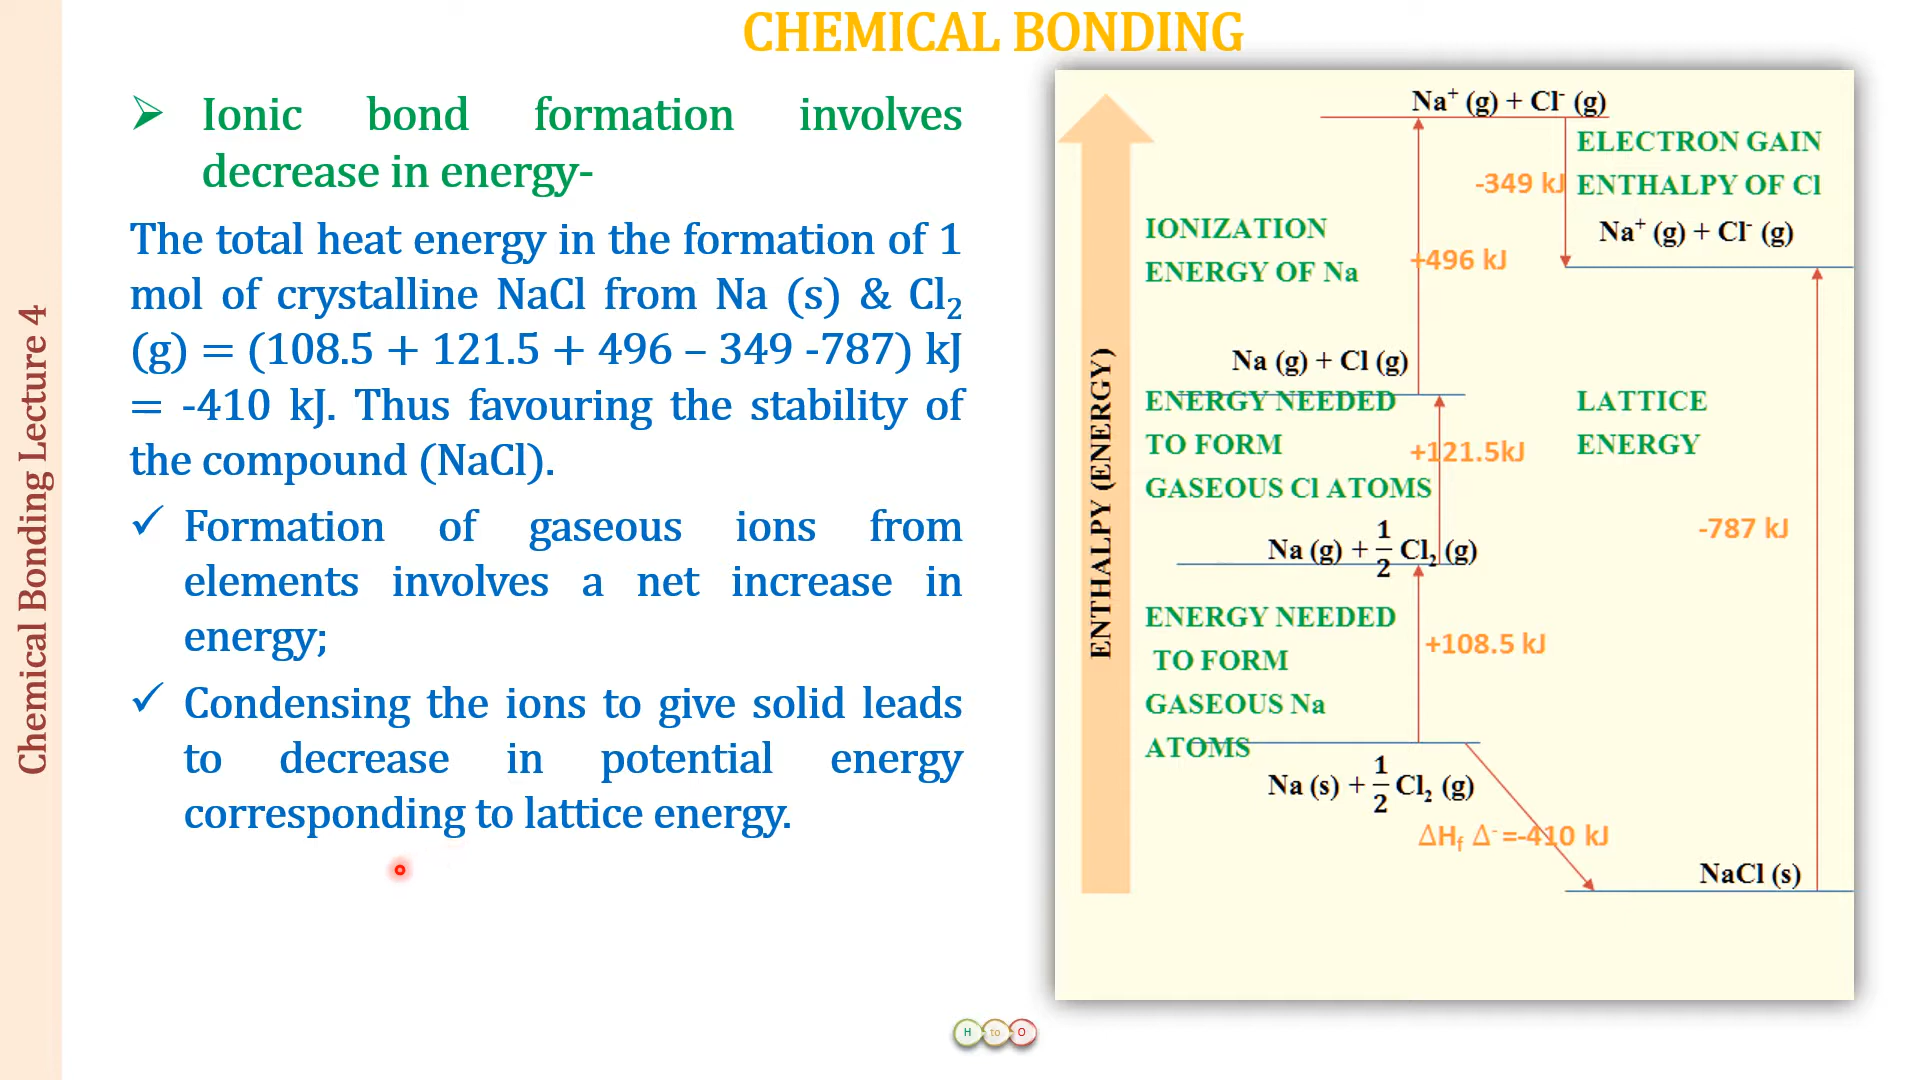 CHEMICAL BONDING
Chemical Bonding Lecture 4
➢ Ionic bond formation involves
decrease in energy-
The total heat energy in the formation of 1
mol of crystalline NaCl from Na (s) & Cl₂
(g) = (108.5 + 121.5 + 496 – 349 -787) kJ
= -410 kJ. Thus favouring the stability of
the compound (NaCl).
✓ Formation of gaseous ions from
elements involves a net increase in
energy;
✓ Condensing the ions to give solid leads
to decrease in potential energy
corresponding to lattice energy.
ENTHALPY (ENERGY)
Na⁺ (g) + Cl⁻ (g)
ELECTRON GAIN
ENTHALPY OF Cl
-349 kJ
Na⁺ (g) + Cl⁻ (g)
IONIZATION
ENERGY OF Na
+496 kJ
Na (g) + Cl (g)
ENERGY NEEDED
TO FORM
GASEOUS Cl ATOMS
+121.5kJ
LATTICE
ENERGY
-787 kJ
Na (g) + 1/2 Cl₂ (g)
ENERGY NEEDED
TO FORM
GASEOUS Na
ATOMS
+108.5 kJ
Na (s) + 1/2 Cl₂ (g)
ΔHf Δ⁻ =-410 kJ
NaCl (s)
H to O